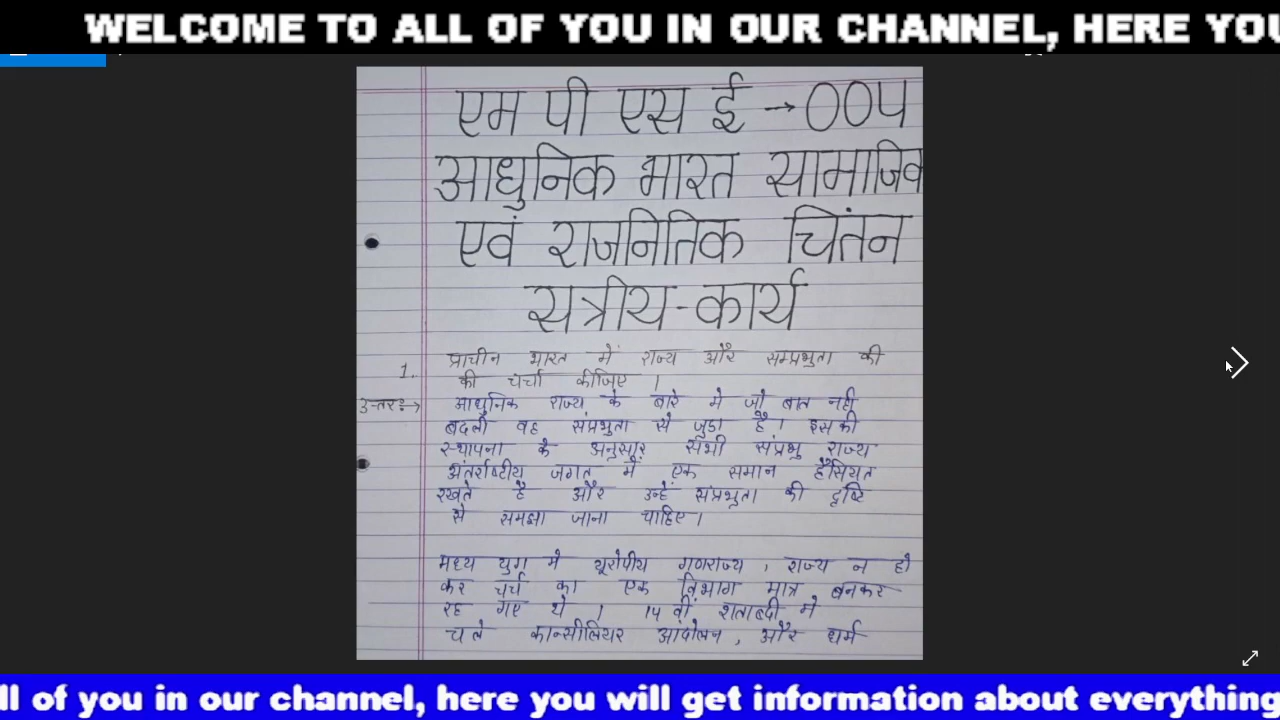 WELCOME TO ALL OF YOU IN OUR CHANNEL, HERE YOU
एम पी एस ई → 004
आधुनिक भारत सामाजिक
एवं राजनितिक चिंतन
सत्रीय-कार्य
1. प्राचीन भारत में राज्य और सम्प्रभुता की
की चर्चा कीजिए ।
उत्तर:→ आधुनिक राज्य के बारे मे जो बात नही
बदली वह संप्रभुता से जुडा है । इसकी
स्थापना के अनुसार सभी संप्रभु राज्य
अंतर्राष्टीय जगत में एक समान हैसियत
रखते है और उन्हें संप्रभुता की दृष्टि
से समझा जाना चाहिए ।
मध्य युग मे यूरोपीय गणराज्य , राज्य न हो
कर चर्च का एक विभाग मात्र बनकर
रह गए थे । 14 वीं शताब्दी मे
चले कान्सीलियर आंदोलन , और धर्म
ll of you in our channel, here you will get information about everything